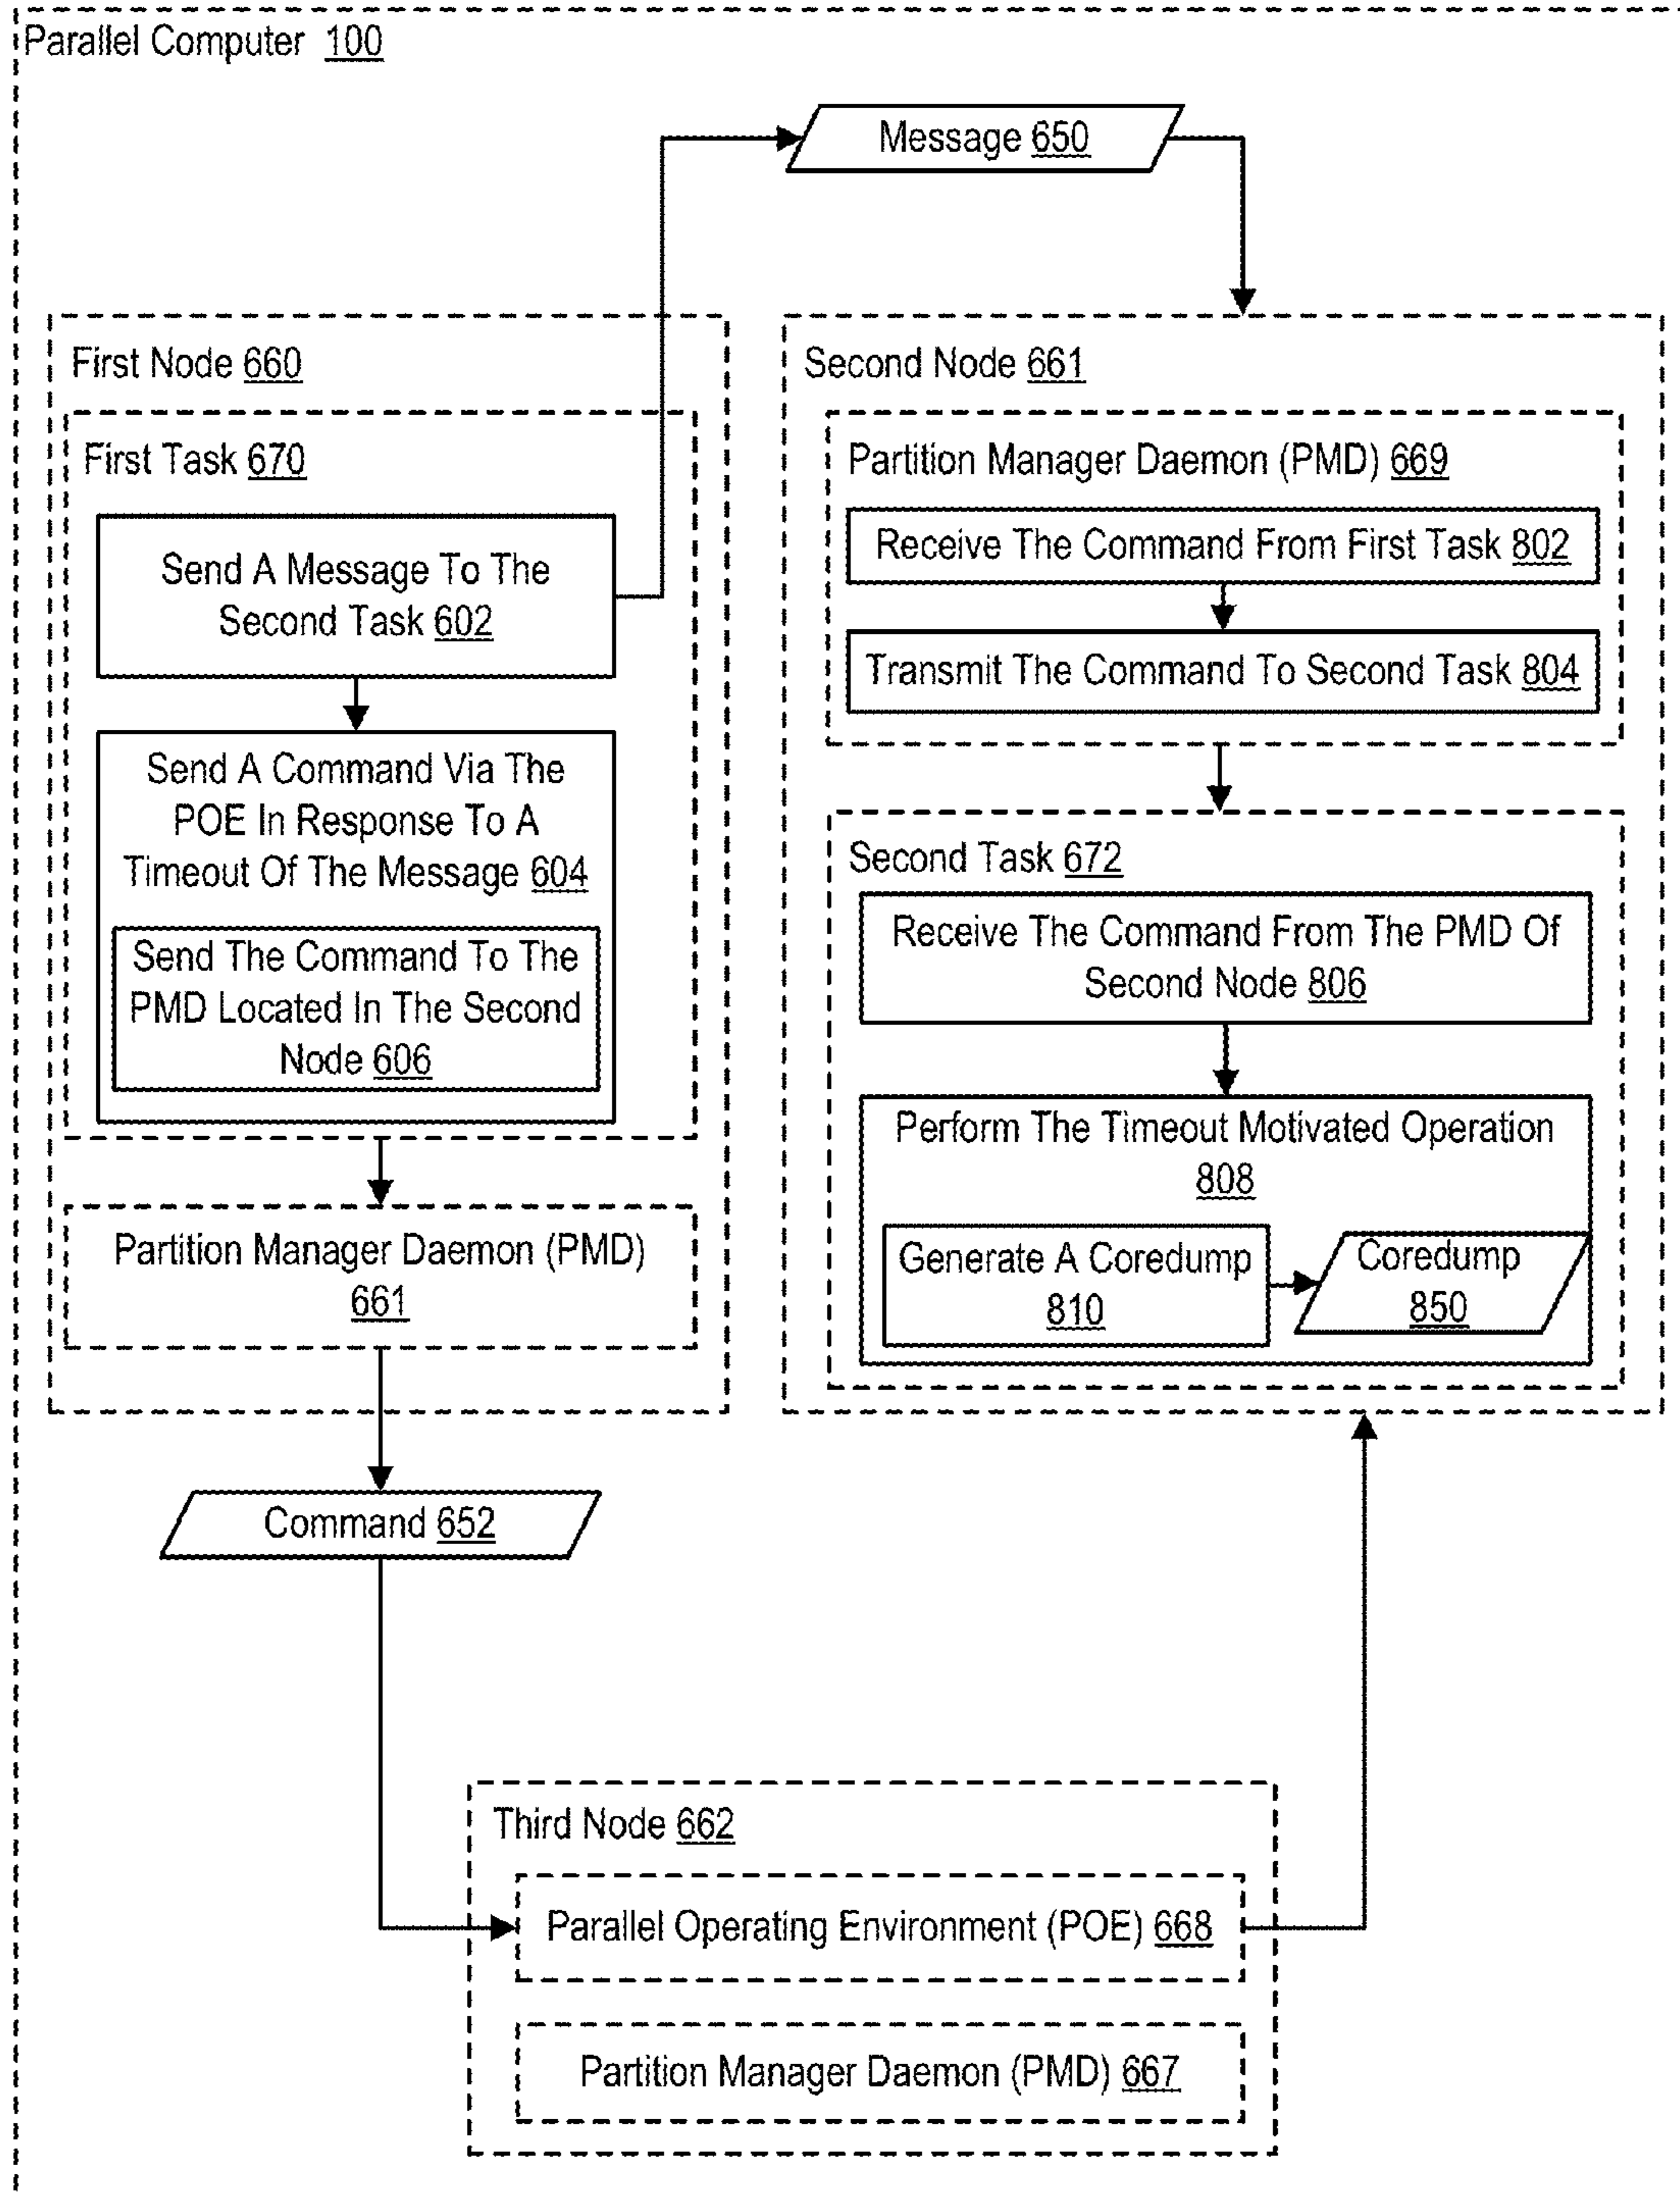 Parallel Computer 100
Message 650
First Node 660
First Task 670
Send A Message To The
Second Task 602
Send A Command Via The
POE In Response To A
Timeout Of The Message 604
Send The Command To The
PMD Located In The Second
Node 606
Partition Manager Daemon (PMD)
661
Command 652
Second Node 661
Partition Manager Daemon (PMD) 669
Receive The Command From First Task 802
Transmit The Command To Second Task 804
Second Task 672
Receive The Command From The PMD Of
Second Node 806
Perform The Timeout Motivated Operation
808
Generate A Coredump
810
Coredump
850
Third Node 662
Parallel Operating Environment (POE) 668
Partition Manager Daemon (PMD) 667